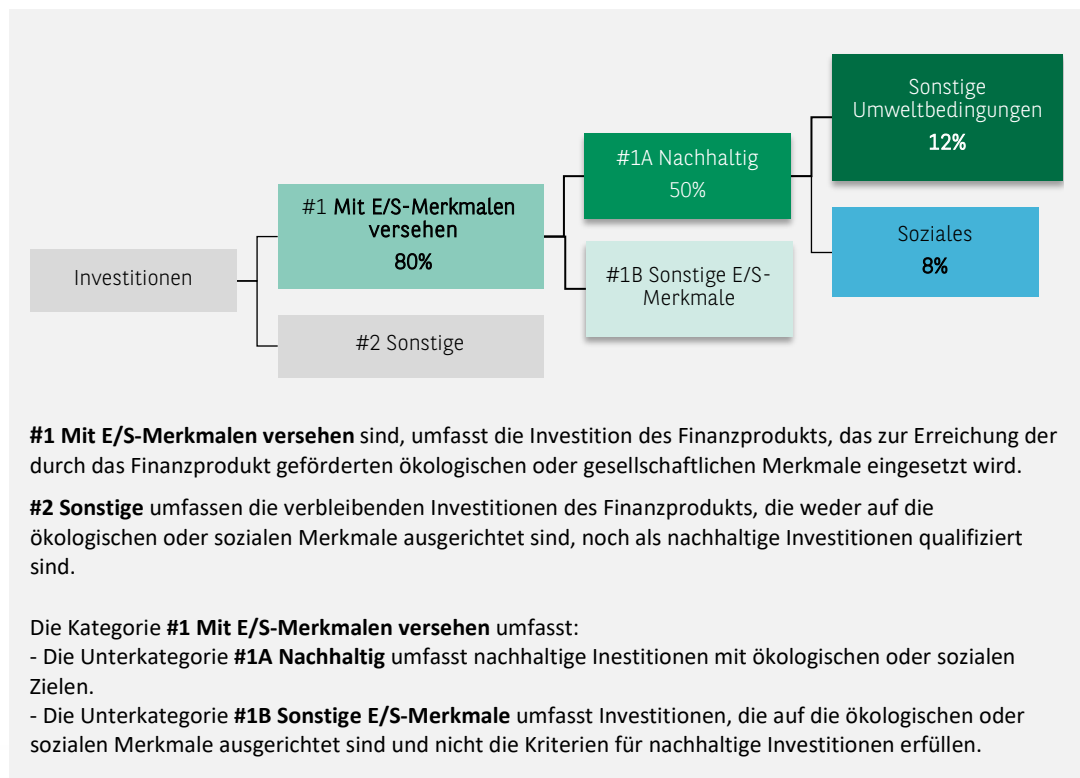 Sonstige
Umweltbedingungen
12%
#1A Nachhaltig
50%
#1 Mit E/S-Merkmalen
versehen
80%
Soziales
8%
#1B Sonstige E/S-
Merkmale
Investitionen
#2 Sonstige
#1 Mit E/S-Merkmalen versehen sind, umfasst die Investition des Finanzprodukts, das zur Erreichung der
durch das Finanzprodukt geförderten ökologischen oder gesellschaftlichen Merkmale eingesetzt wird.
#2 Sonstige umfassen die verbleibenden Investitionen des Finanzprodukts, die weder auf die
ökologischen oder sozialen Merkmale ausgerichtet sind, noch als nachhaltige Investitionen qualifiziert
sind.
Die Kategorie #1 Mit E/S-Merkmalen versehen umfasst:
- Die Unterkategorie #1A Nachhaltig umfasst nachhaltige Inestitionen mit ökologischen oder sozialen
Zielen.
- Die Unterkategorie #1B Sonstige E/S-Merkmale umfasst Investitionen, die auf die ökologischen oder
sozialen Merkmale ausgerichtet sind und nicht die Kriterien für nachhaltige Investitionen erfüllen.